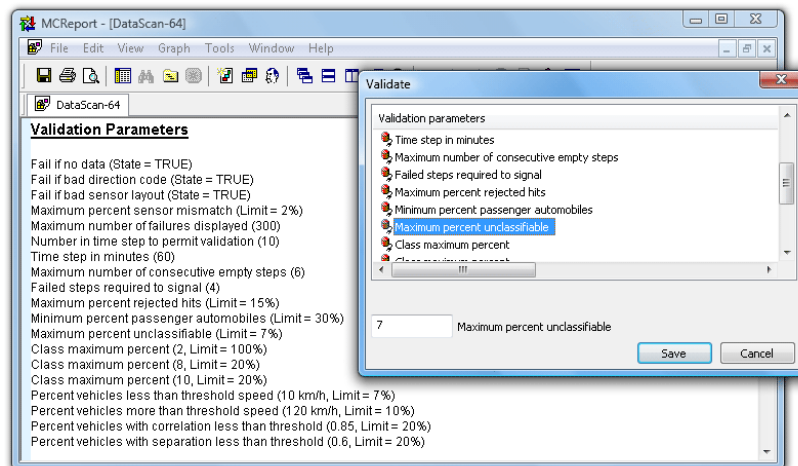 MCReport - [DataScan-64]
File Edit View Graph Tools Window Help
DataScan-64
Validation Parameters
Fail if no data (State = TRUE)
Fail if bad direction code (State = TRUE)
Fail if bad sensor layout (State = TRUE)
Maximum percent sensor mismatch (Limit = 2%)
Maximum number of failures displayed (300)
Number in time step to permit validation (10)
Time step in minutes (60)
Maximum number of consecutive empty steps (6)
Failed steps required to signal (4)
Maximum percent rejected hits (Limit = 15%)
Minimum percent passenger automobiles (Limit = 30%)
Maximum percent unclassifiable (Limit = 7%)
Class maximum percent (2, Limit = 100%)
Class maximum percent (8, Limit = 20%)
Class maximum percent (10, Limit = 20%)
Percent vehicles less than threshold speed (10 km/h, Limit = 7%)
Percent vehicles more than threshold speed (120 km/h, Limit = 10%)
Percent vehicles with correlation less than threshold (0.85, Limit = 20%)
Percent vehicles with separation less than threshold (0.6, Limit = 20%)
Validate
Validation parameters
Time step in minutes
Maximum number of consecutive empty steps
Failed steps required to signal
Maximum percent rejected hits
Minimum percent passenger automobiles
Maximum percent unclassifiable
Class maximum percent
Class maximum percent
7 Maximum percent unclassifiable
Save Cancel